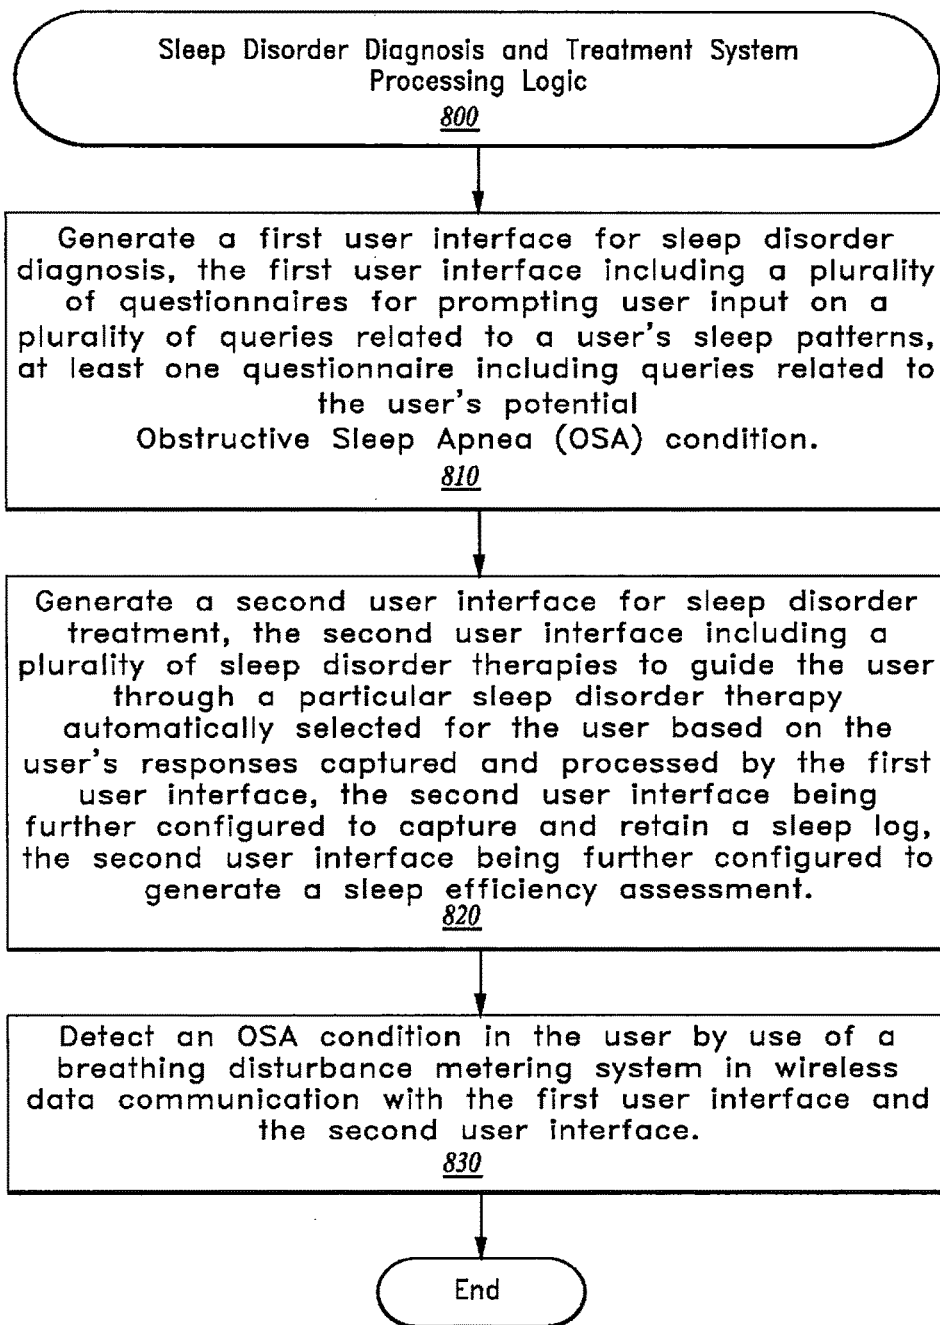 Sleep Disorder Diagnosis and Treatment System
Processing Logic
800
Generate a first user interface for sleep disorder
diagnosis, the first user interface including a plurality
of questionnaires for prompting user input on a
plurality of queries related to a user's sleep patterns,
at least one questionnaire including queries related to
the user's potential
Obstructive Sleep Apnea (OSA) condition.
810
Generate a second user interface for sleep disorder
treatment, the second user interface including a
plurality of sleep disorder therapies to guide the user
through a particular sleep disorder therapy
automatically selected for the user based on the
user's responses captured and processed by the first
user interface, the second user interface being
further configured to capture and retain a sleep log,
the second user interface being further configured to
generate a sleep efficiency assessment.
820
Detect an OSA condition in the user by use of a
breathing disturbance metering system in wireless
data communication with the first user interface and
the second user interface.
830
End